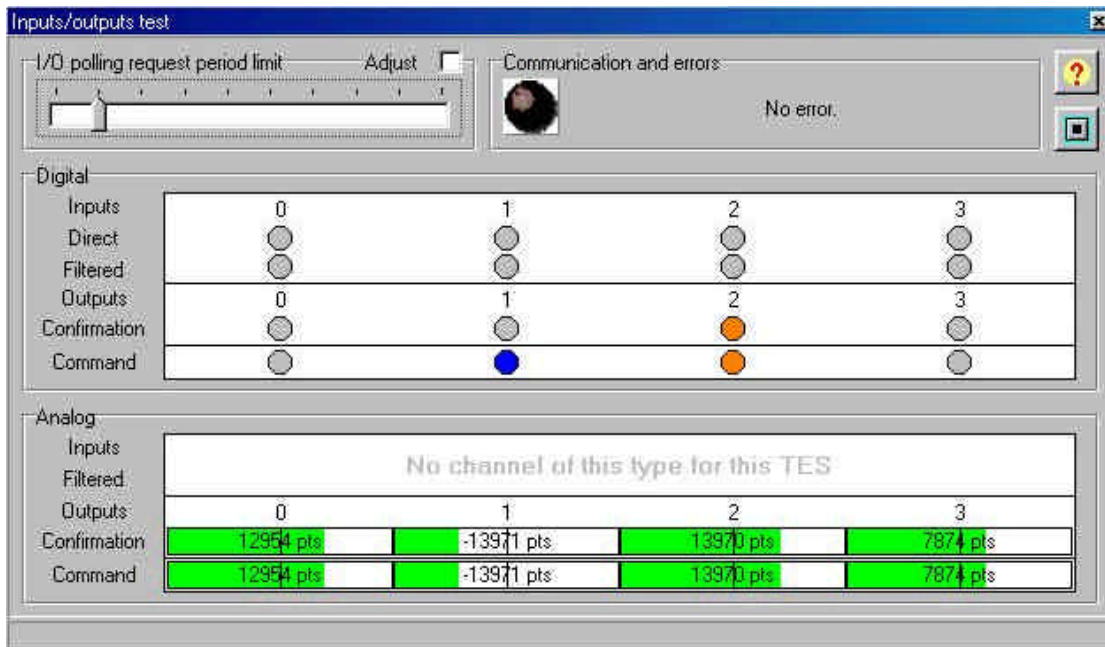 Inputs/outputs test
I/O polling request period limit Adjust
Communication and errors
No error.
?
Digital
Inputs 0 1 2 3
Direct
Filtered
Outputs 0 1 2 3
Confirmation
Command
Analog
Inputs
Filtered
No channel of this type for this TES
Outputs 0 1 2 3
Confirmation 12954 pts -13971 pts 13970 pts 7874 pts
Command 12954 pts -13971 pts 13970 pts 7874 pts